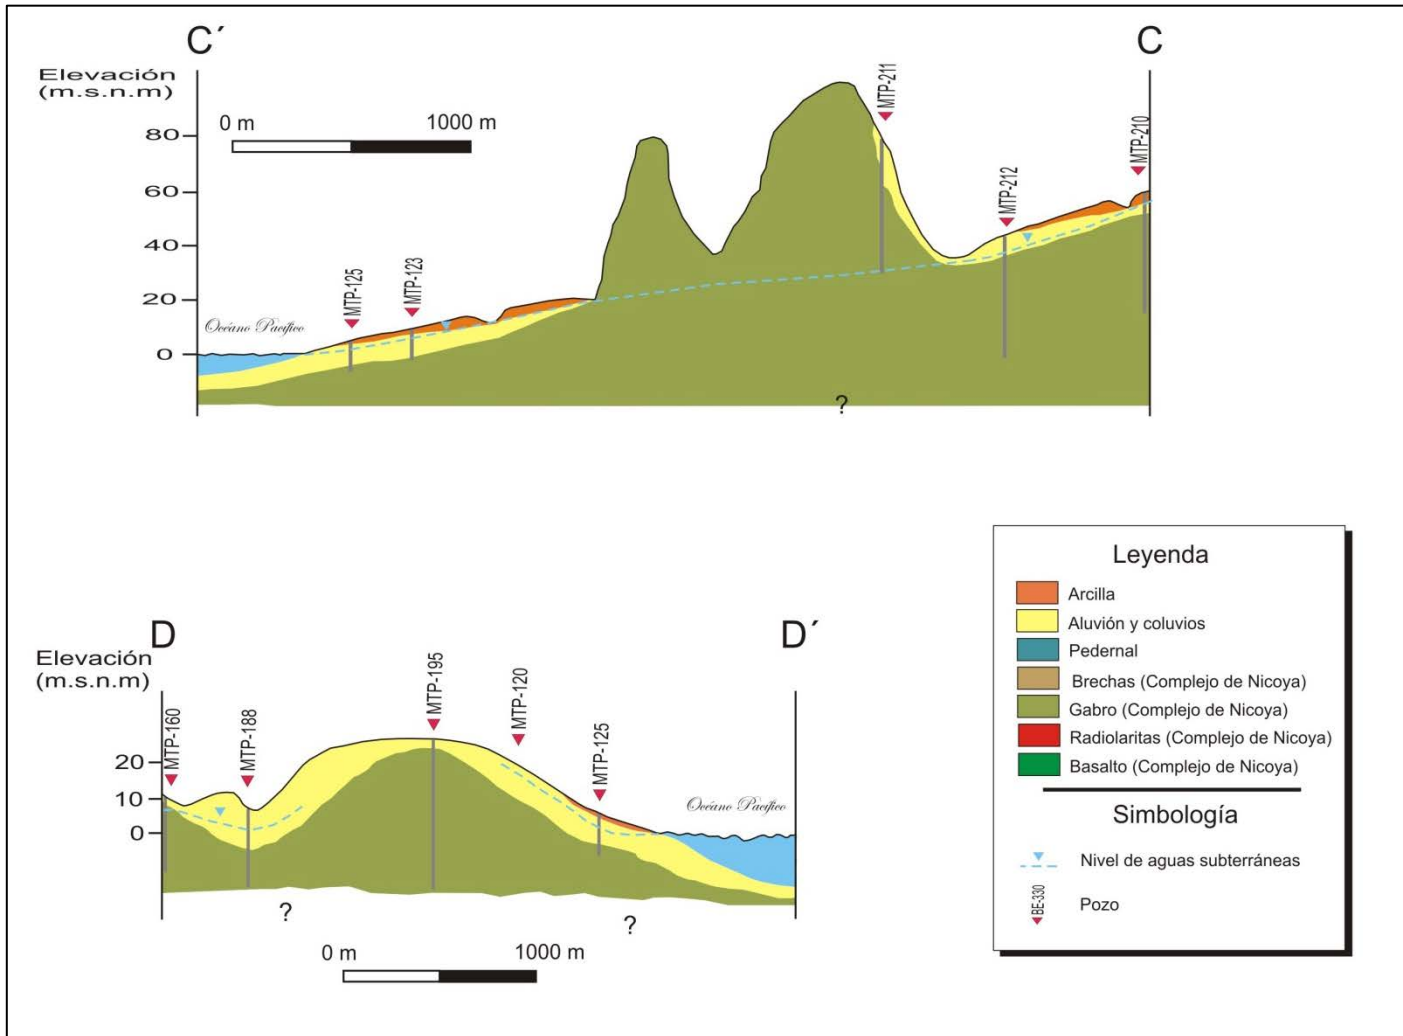 C´
C
Elevación
(m.s.n.m)
0 m
1000 m
80
60
40
20
0
MTP-125
MTP-123
MTP-211
MTP-212
MTP-210
Océano Pacífico
?
D
D´
Elevación
(m.s.n.m)
20
10
0
MTP-160
MTP-188
MTP-195
MTP-120
MTP-125
Océano Pacífico
?
?
0 m
1000 m
Leyenda
Arcilla
Aluvión y coluvios
Pedernal
Brechas (Complejo de Nicoya)
Gabro (Complejo de Nicoya)
Radiolaritas (Complejo de Nicoya)
Basalto (Complejo de Nicoya)
Simbología
Nivel de aguas subterráneas
BE-330
Pozo